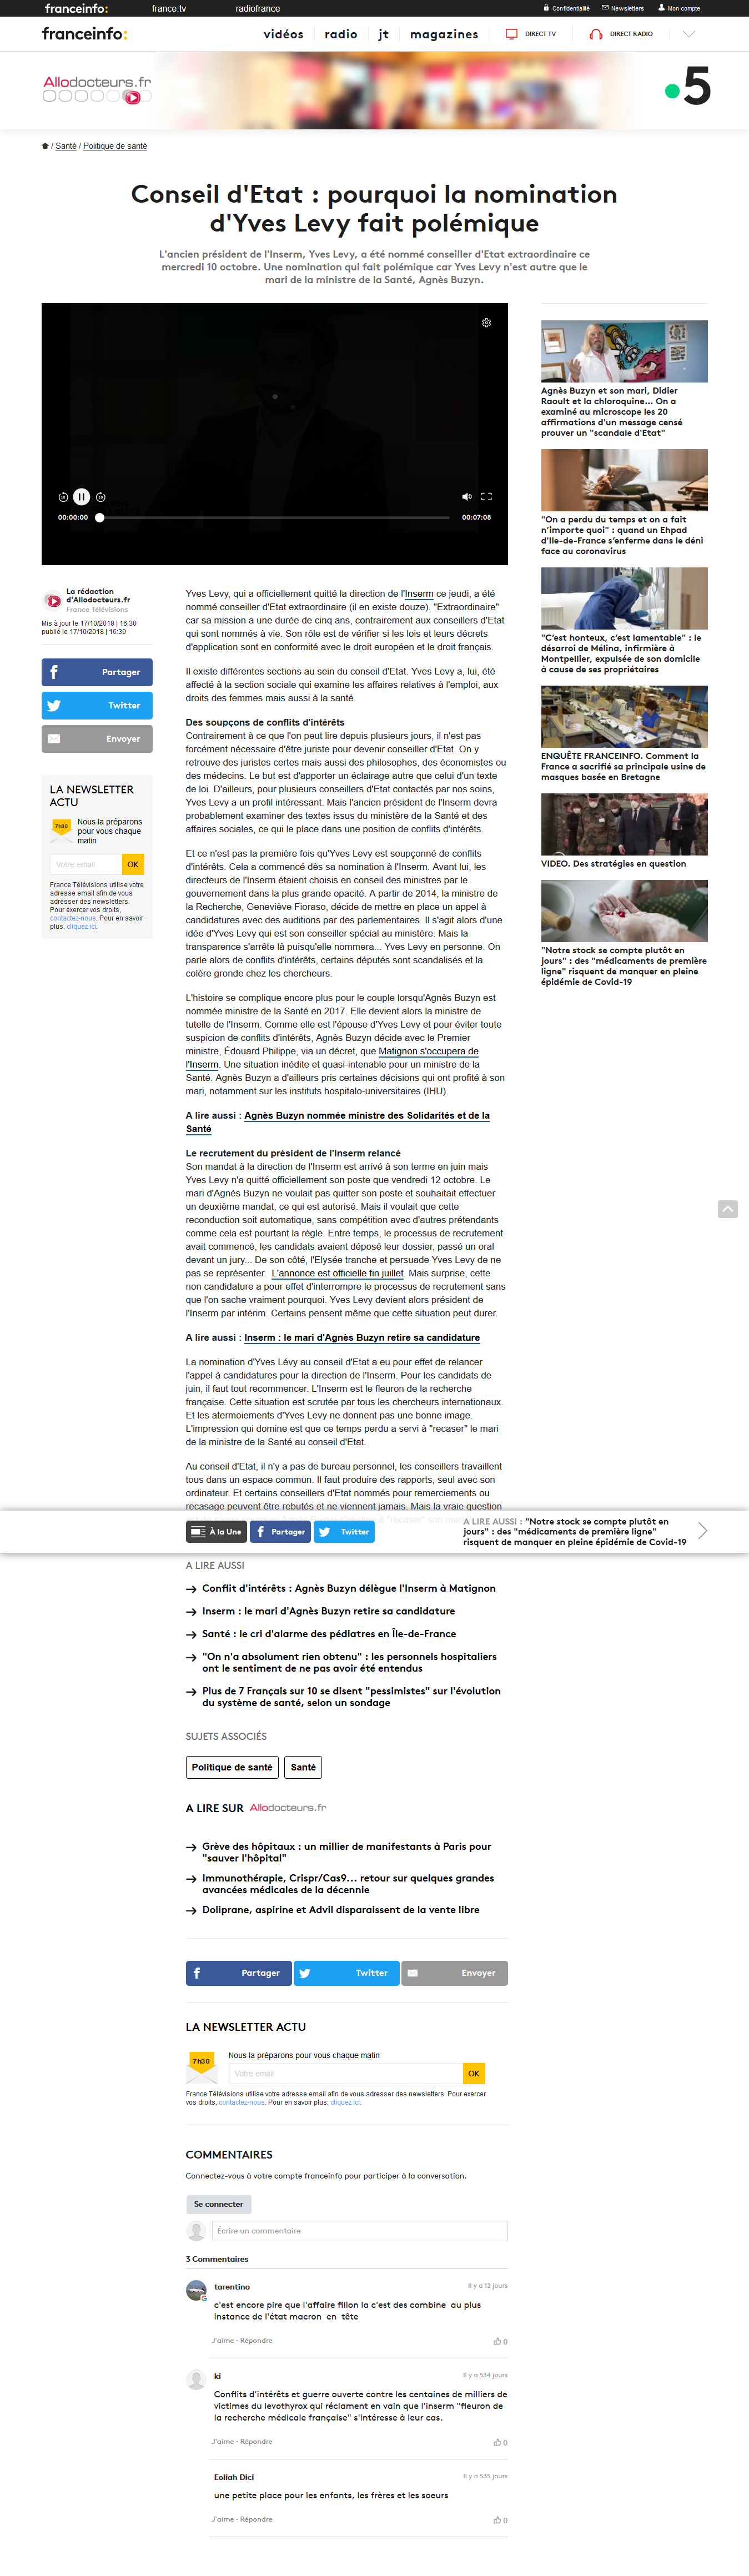 franceinfo: france.tv radiofrance Confidentialité Newsletters Mon compte
franceinfo: vidéos radio jt magazines DIRECT TV DIRECT RADIO
Allodocteurs.fr
5
/ Santé / Politique de santé
Conseil d'Etat : pourquoi la nomination
d'Yves Levy fait polémique
L'ancien président de l'Inserm, Yves Levy, a été nommé conseiller d'Etat extraordinaire ce
mercredi 10 octobre. Une nomination qui fait polémique car Yves Levy n'est autre que le
mari de la ministre de la Santé, Agnès Buzyn.
00:00:00 00:07:08
La rédaction
d'Allodocteurs.fr
France Télévisions
Mis à jour le 17/10/2018 | 16:30
publié le 17/10/2018 | 16:30
Partager
Twitter
Envoyer
LA NEWSLETTER
ACTU
7h30
Nous la préparons
pour vous chaque
matin
Votre email OK
France Télévisions utilise votre
adresse email afin de vous
adresser des newsletters.
Pour exercer vos droits,
contactez-nous. Pour en savoir
plus, cliquez ici.
Yves Levy, qui a officiellement quitté la direction de l'Inserm ce jeudi, a été
nommé conseiller d'Etat extraordinaire (il en existe douze). "Extraordinaire"
car sa mission a une durée de cinq ans, contrairement aux conseillers d'Etat
qui sont nommés à vie. Son rôle est de vérifier si les lois et leurs décrets
d'application sont en conformité avec le droit européen et le droit français.
Il existe différentes sections au sein du conseil d'Etat. Yves Levy a, lui, été
affecté à la section sociale qui examine les affaires relatives à l'emploi, aux
droits des femmes mais aussi à la santé.
Des soupçons de conflits d'intérêts
Contrairement à ce que l'on peut lire depuis plusieurs jours, il n'est pas
forcément nécessaire d'être juriste pour devenir conseiller d'Etat. On y
retrouve des juristes certes mais aussi des philosophes, des économistes ou
des médecins. Le but est d'apporter un éclairage autre que celui d'un texte
de loi. D'ailleurs, pour plusieurs conseillers d'Etat contactés par nos soins,
Yves Levy a un profil intéressant. Mais l'ancien président de l'Inserm devra
probablement examiner des textes issus du ministère de la Santé et des
affaires sociales, ce qui le place dans une position de conflits d'intérêts.
Et ce n'est pas la première fois qu'Yves Levy est soupçonné de conflits
d'intérêts. Cela a commencé dès sa nomination à l'Inserm. Avant lui, les
directeurs de l'Inserm étaient choisis en conseil des ministres par le
gouvernement dans la plus grande opacité. A partir de 2014, la ministre de
la Recherche, Geneviève Fioraso, décide de mettre en place un appel à
candidatures avec des auditions par des parlementaires. Il s'agit alors d'une
idée d'Yves Levy qui est son conseiller spécial au ministère. Mais la
transparence s'arrête là puisqu'elle nommera... Yves Levy en personne. On
parle alors de conflits d'intérêts, certains députés sont scandalisés et la
colère gronde chez les chercheurs.
L'histoire se complique encore plus pour le couple lorsqu'Agnès Buzyn est
nommée ministre de la Santé en 2017. Elle devient alors la ministre de
tutelle de l'Inserm. Comme elle est l'épouse d'Yves Levy et pour éviter toute
suspicion de conflits d'intérêts, Agnès Buzyn décide avec le Premier
ministre, Édouard Philippe, via un décret, que Matignon s'occupera de
l'Inserm. Une situation inédite et quasi-intenable pour un ministre de la
Santé. Agnès Buzyn a d'ailleurs pris certaines décisions qui ont profité à son
mari, notamment sur les instituts hospitalo-universitaires (IHU).
A lire aussi : Agnès Buzyn nommée ministre des Solidarités et de la
Santé
Le recrutement du président de l'Inserm relancé
Son mandat à la direction de l'Inserm est arrivé à son terme en juin mais
Yves Levy n'a quitté officiellement son poste que vendredi 12 octobre. Le
mari d'Agnès Buzyn ne voulait pas quitter son poste et souhaitait effectuer
un deuxième mandat, ce qui est autorisé. Mais il voulait que cette
reconduction soit automatique, sans compétition avec d'autres prétendants
comme cela est pourtant la règle. Entre temps, le processus de recrutement
avait commencé, les candidats avaient déposé leur dossier, passé un oral
devant un jury... De son côté, l'Elysée tranche et persuade Yves Levy de ne
pas se représenter. L'annonce est officielle fin juillet. Mais surprise, cette
non candidature a pour effet d'interrompre le processus de recrutement sans
que l'on sache vraiment pourquoi. Yves Levy devient alors président de
l'Inserm par intérim. Certains pensent même que cette situation peut durer.
A lire aussi : Inserm : le mari d'Agnès Buzyn retire sa candidature
La nomination d'Yves Lévy au conseil d'Etat a eu pour effet de relancer
l'appel à candidatures pour la direction de l'Inserm. Pour les candidats de
juin, il faut tout recommencer. L'Inserm est le fleuron de la recherche
française. Cette situation est scrutée par tous les chercheurs internationaux.
Et les atermoiements d'Yves Levy ne donnent pas une bonne image.
L'impression qui domine est que ce temps perdu a servi à "recaser" le mari
de la ministre de la Santé au conseil d'Etat.
Au conseil d'Etat, il n'y a pas de bureau personnel, les conseillers travaillent
tous dans un espace commun. Il faut produire des rapports, seul avec son
ordinateur. Et certains conseillers d'Etat nommés pour remerciements ou
recasage peuvent être rebutés et ne viennent jamais. Mais la vraie question
Agnès Buzyn et son mari, Didier
Raoult et la chloroquine... On a
examiné au microscope les 20
affirmations d'un message censé
prouver un "scandale d'Etat"
"On a perdu du temps et on a fait
n'importe quoi" : quand un Ehpad
d'Ile-de-France s'enferme dans le déni
face au coronavirus
"C'est honteux, c'est lamentable" : le
désarroi de Mélina, infirmière à
Montpellier, expulsée de son domicile
à cause de ses propriétaires
ENQUÊTE FRANCEINFO. Comment la
France a sacrifié sa principale usine de
masques basée en Bretagne
VIDEO. Des stratégies en question
"Notre stock se compte plutôt en
jours" : des "médicaments de première
ligne" risquent de manquer en pleine
épidémie de Covid-19
À la Une Partager Twitter
A LIRE AUSSI : "Notre stock se compte plutôt en
jours" : des "médicaments de première ligne"
risquent de manquer en pleine épidémie de Covid-19
A LIRE AUSSI
Conflit d'intérêts : Agnès Buzyn délègue l'Inserm à Matignon
Inserm : le mari d'Agnès Buzyn retire sa candidature
Santé : le cri d'alarme des pédiatres en Île-de-France
"On n'a absolument rien obtenu" : les personnels hospitaliers
ont le sentiment de ne pas avoir été entendus
Plus de 7 Français sur 10 se disent "pessimistes" sur l'évolution
du système de santé, selon un sondage
SUJETS ASSOCIÉS
Politique de santé Santé
A LIRE SUR Allodocteurs.fr
Grève des hôpitaux : un millier de manifestants à Paris pour
"sauver l'hôpital"
Immunothérapie, Crispr/Cas9... retour sur quelques grandes
avancées médicales de la décennie
Doliprane, aspirine et Advil disparaissent de la vente libre
Partager Twitter Envoyer
LA NEWSLETTER ACTU
7h30
Nous la préparons pour vous chaque matin
Votre email OK
France Télévisions utilise votre adresse email afin de vous adresser des newsletters. Pour exercer
vos droits, contactez-nous. Pour en savoir plus, cliquez ici.
COMMENTAIRES
Connectez-vous à votre compte franceinfo pour participer à la conversation.
Se connecter
Écrire un commentaire
3 Commentaires
tarentino Il y a 12 jours
c'est encore pire que l'affaire fillon la c'est des combine au plus
instance de l'état macron en tête
J'aime - Répondre 0
ki Il y a 534 jours
Conflits d'intérêts et guerre ouverte contre les centaines de milliers de
victimes du levothyrox qui réclament en vain que l'inserm "fleuron de
la recherche médicale française" s'intéresse à leur cas.
J'aime - Répondre 0
Eoliah Dici Il y a 535 jours
une petite place pour les enfants, les frères et les soeurs
J'aime - Répondre 0